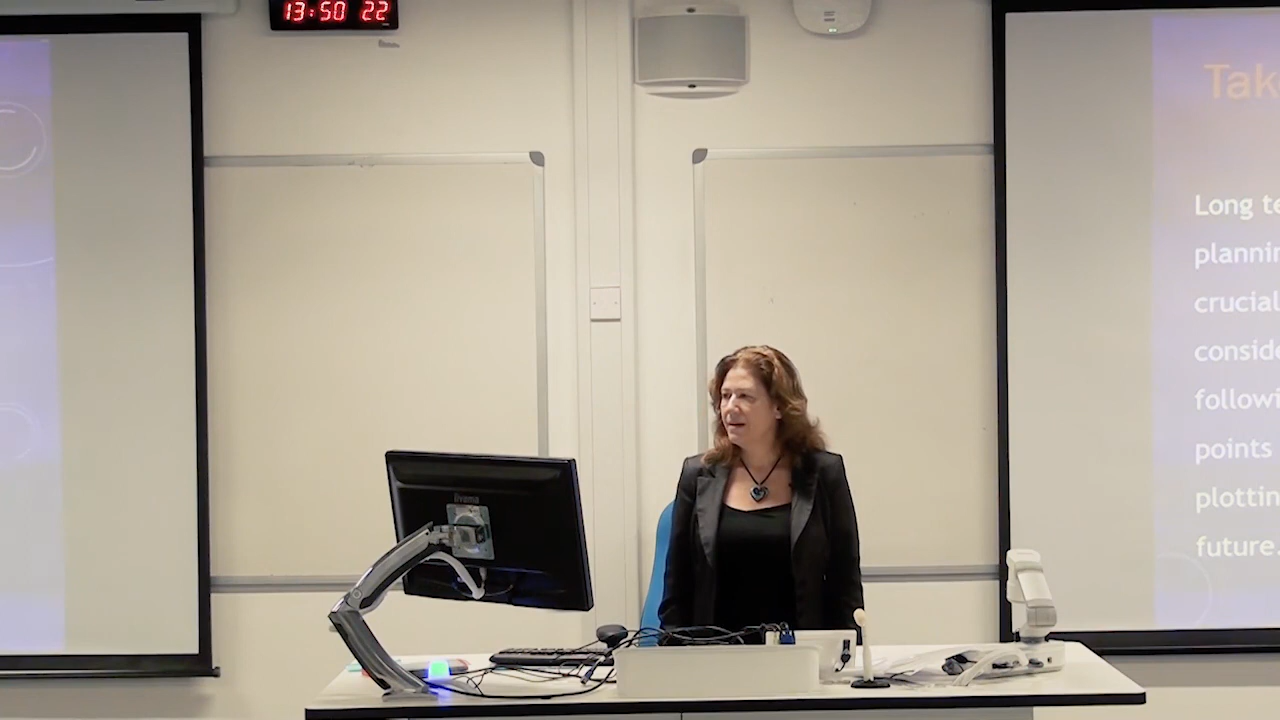 13:50 22
iiyama
Tak
Long te
plannin
crucial
conside
followi
points
plottin
future.